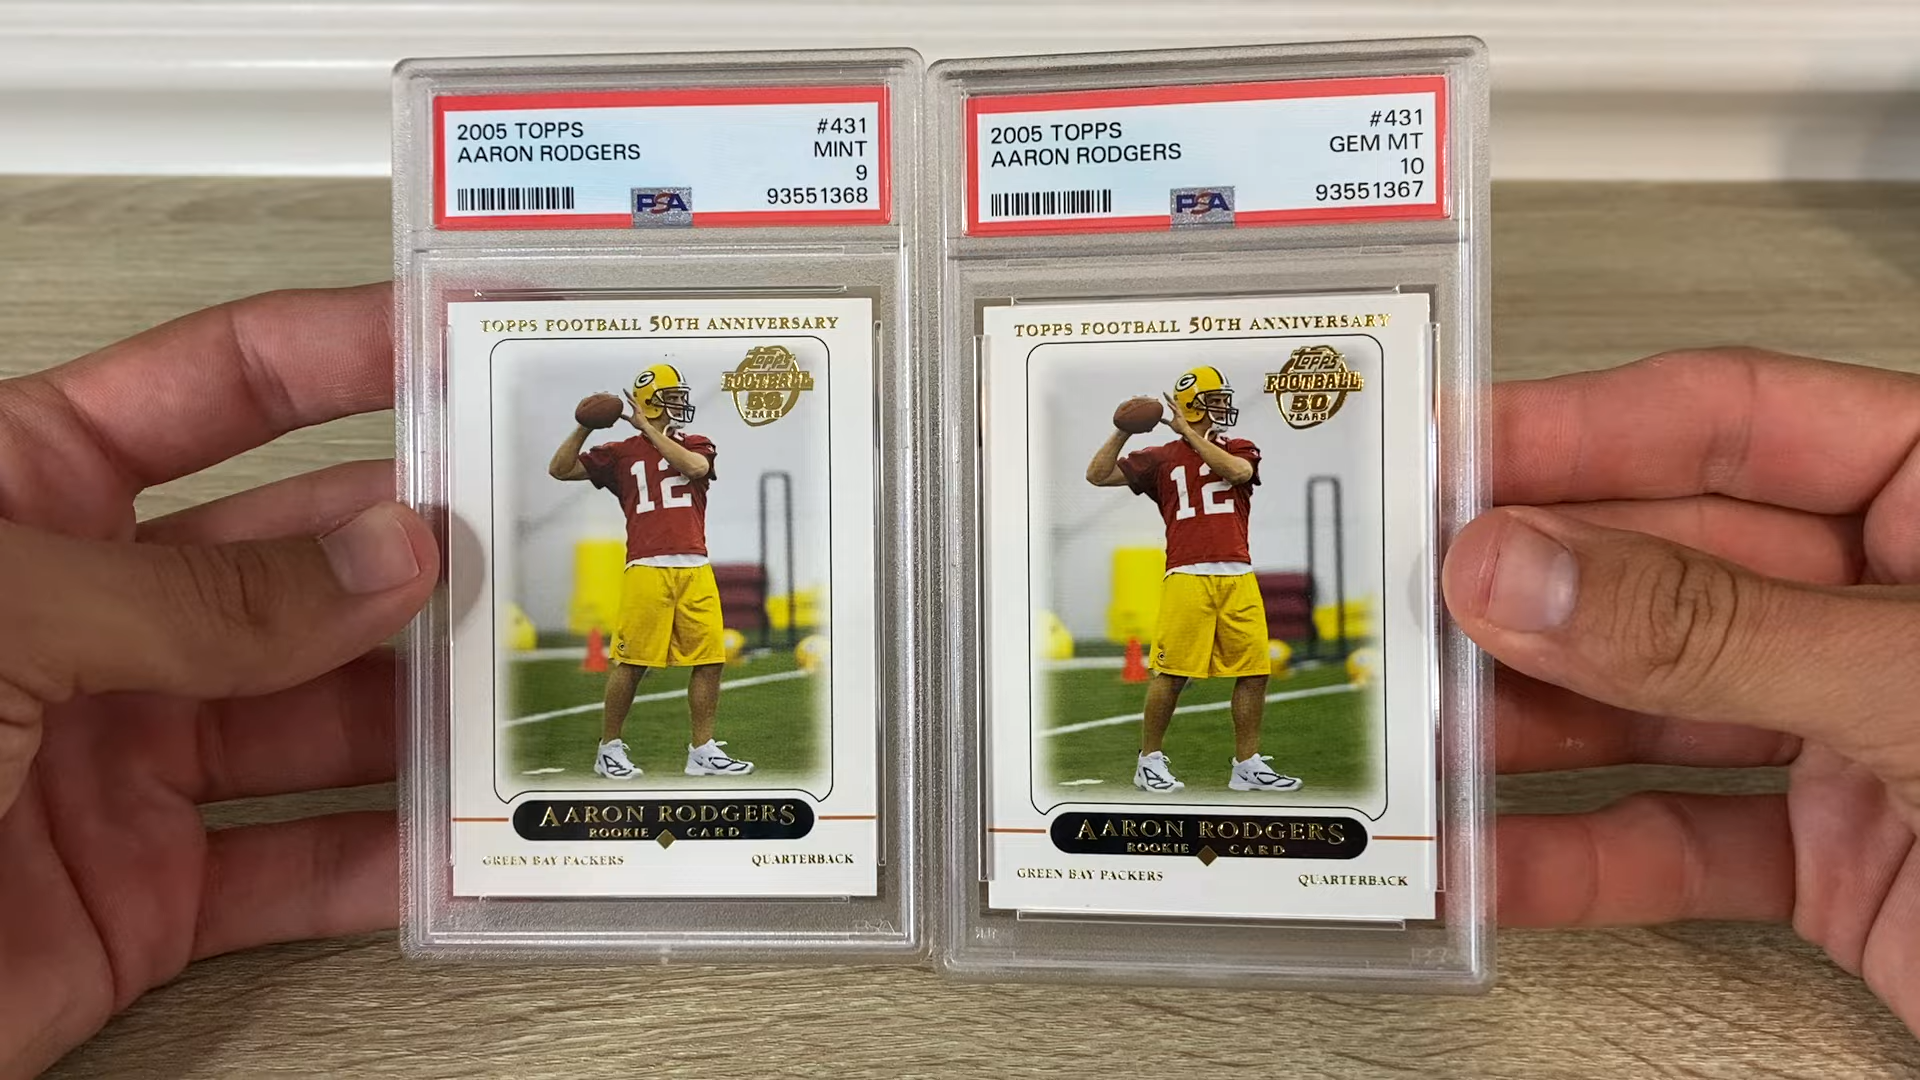 2005 TOPPS #431
AARON RODGERS MINT
9
PSA 93551368
TOPPS FOOTBALL 50TH ANNIVERSARY
Topps
FOOTBALL
50
YEARS
G
12
AARON RODGERS
ROOKIE CARD
GREEN BAY PACKERS QUARTERBACK
2005 TOPPS #431
AARON RODGERS GEM MT
10
PSA 93551367
TOPPS FOOTBALL 50TH ANNIVERSARY
Topps
FOOTBALL
50
YEARS
G
12
AARON RODGERS
ROOKIE CARD
GREEN BAY PACKERS QUARTERBACK